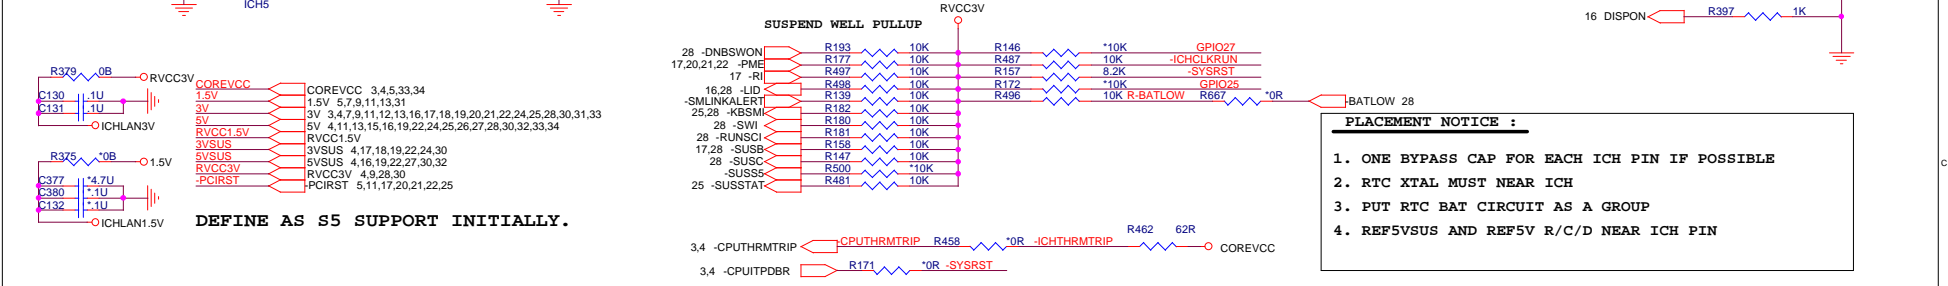 ICH5
R379 0B
RVCC3V
C130 .1U
C131 .1U
ICHLAN3V
R375 *0B
1.5V
C377 *4.7U
C380 *.1U
C132 *.1U
ICHLAN1.5V
COREVCC COREVCC 3,4,5,33,34
1.5V 1.5V 5,7,9,11,13,31
3V 3V 3,4,7,9,11,12,13,16,17,18,19,20,21,22,24,25,28,30,31,33
5V 5V 4,11,13,15,16,19,22,24,25,26,27,28,30,32,33,34
RVCC1.5V RVCC1.5V
3VSUS 3VSUS 4,17,18,19,22,24,30
5VSUS 5VSUS 4,16,19,22,27,30,32
RVCC3V RVCC3V 4,9,28,30
-PCIRST -PCIRST 5,11,17,20,21,22,25
DEFINE AS S5 SUPPORT INITIALLY.
SUSPEND WELL PULLUP
RVCC3V
28 -DNBSWON R193 10K R146 *10K GPIO27
17,20,21,22 -PME R177 10K R487 10K -ICHCLKRUN
17 -RI R497 10K R157 8.2K -SYSRST
16,28 -LID R498 10K R172 *10K GPIO25
-SMLINKALERT R139 10K R496 10K R-BATLOW R667 *0R -BATLOW 28
25,28 -KBSMI R182 10K
28 -SWI R180 10K
28 -RUNSCI R181 10K
17,28 -SUSB R158 10K
28 -SUSC R147 10K
-SUSS5 R500 *10K
25 -SUSSTAT R481 10K
3,4 -CPUTHRMTRIP -CPUTHRMTRIP R458 *0R -ICHTHRMTRIP R462 62R COREVCC
3,4 -CPUITPDBR R171 *0R -SYSRST
16 DISPON R397 1K
PLACEMENT NOTICE :
1. ONE BYPASS CAP FOR EACH ICH PIN IF POSSIBLE
2. RTC XTAL MUST NEAR ICH
3. PUT RTC BAT CIRCUIT AS A GROUP
4. REF5VSUS AND REF5V R/C/D NEAR ICH PIN
C